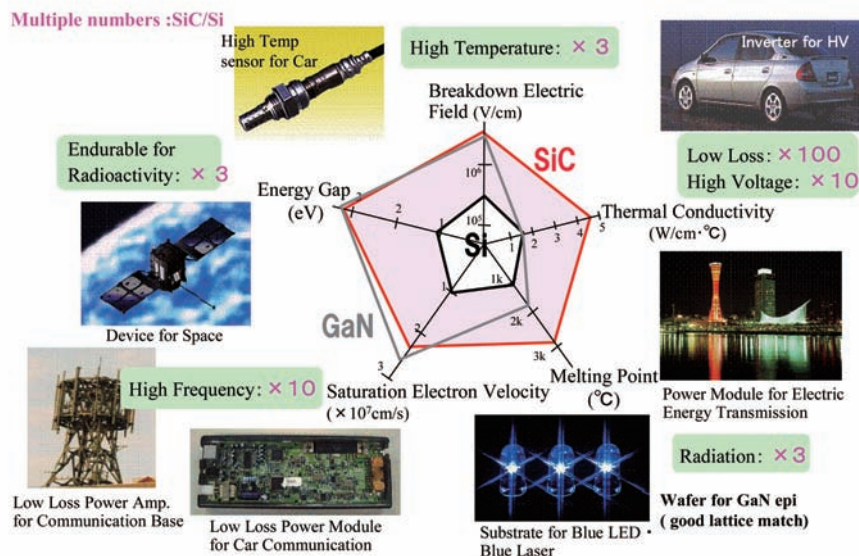 Multiple numbers :SiC/Si
High Temp
sensor for Car
High Temperature: × 3
Inverter for HV
Breakdown Electric
Field (V/cm)
Endurable for
Radioactivity: × 3
SiC
Low Loss: ×100
High Voltage: ×10
Energy Gap
(eV)
3
2
1
10⁶
10⁵
Si
1
2
3
4
5
Thermal Conductivity
(W/cm·℃)
1k
2k
3k
1
2
3
GaN
Device for Space
High Frequency: ×10
Saturation Electron Velocity
(×10⁷cm/s)
Melting Point
(℃)
Power Module for Electric
Energy Transmission
Radiation: ×3
Low Loss Power Amp.
for Communication Base
Low Loss Power Module
for Car Communication
Substrate for Blue LED・
Blue Laser
Wafer for GaN epi
( good lattice match)